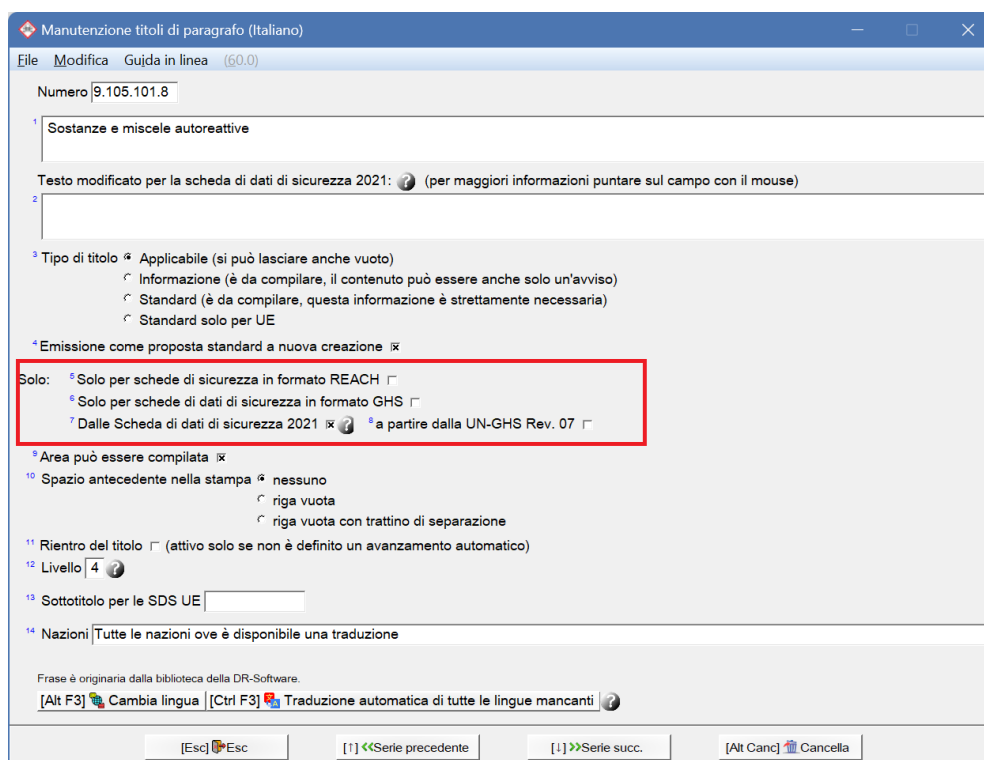 Manutenzione titoli di paragrafo (Italiano)
File Modifica Guida in linea (60.0)
Numero 9.105.101.8
1 Sostanze e miscele autoreattive
Testo modificato per la scheda di dati di sicurezza 2021: ? (per maggiori informazioni puntare sul campo con il mouse)
2
3 Tipo di titolo Applicabile (si può lasciare anche vuoto)
Informazione (è da compilare, il contenuto può essere anche solo un'avviso)
Standard (è da compilare, questa informazione è strettamente necessaria)
Standard solo per UE
4 Emissione come proposta standard a nuova creazione
Solo: 5 Solo per schede di sicurezza in formato REACH
6 Solo per schede di dati di sicurezza in formato GHS
7 Dalle Scheda di dati di sicurezza 2021 ? 8 a partire dalla UN-GHS Rev. 07
9 Area può essere compilata
10 Spazio antecedente nella stampa nessuno
riga vuota
riga vuota con trattino di separazione
11 Rientro del titolo (attivo solo se non è definito un avanzamento automatico)
12 Livello 4 ?
13 Sottotitolo per le SDS UE
14 Nazioni Tutte le nazioni ove è disponibile una traduzione
Frase è originaria dalla biblioteca della DR-Software.
[Alt F3] Cambia lingua [Ctrl F3] Traduzione automatica di tutte le lingue mancanti ?
[Esc] Esc [↑] Serie precedente [↓] Serie succ. [Alt Canc] Cancella